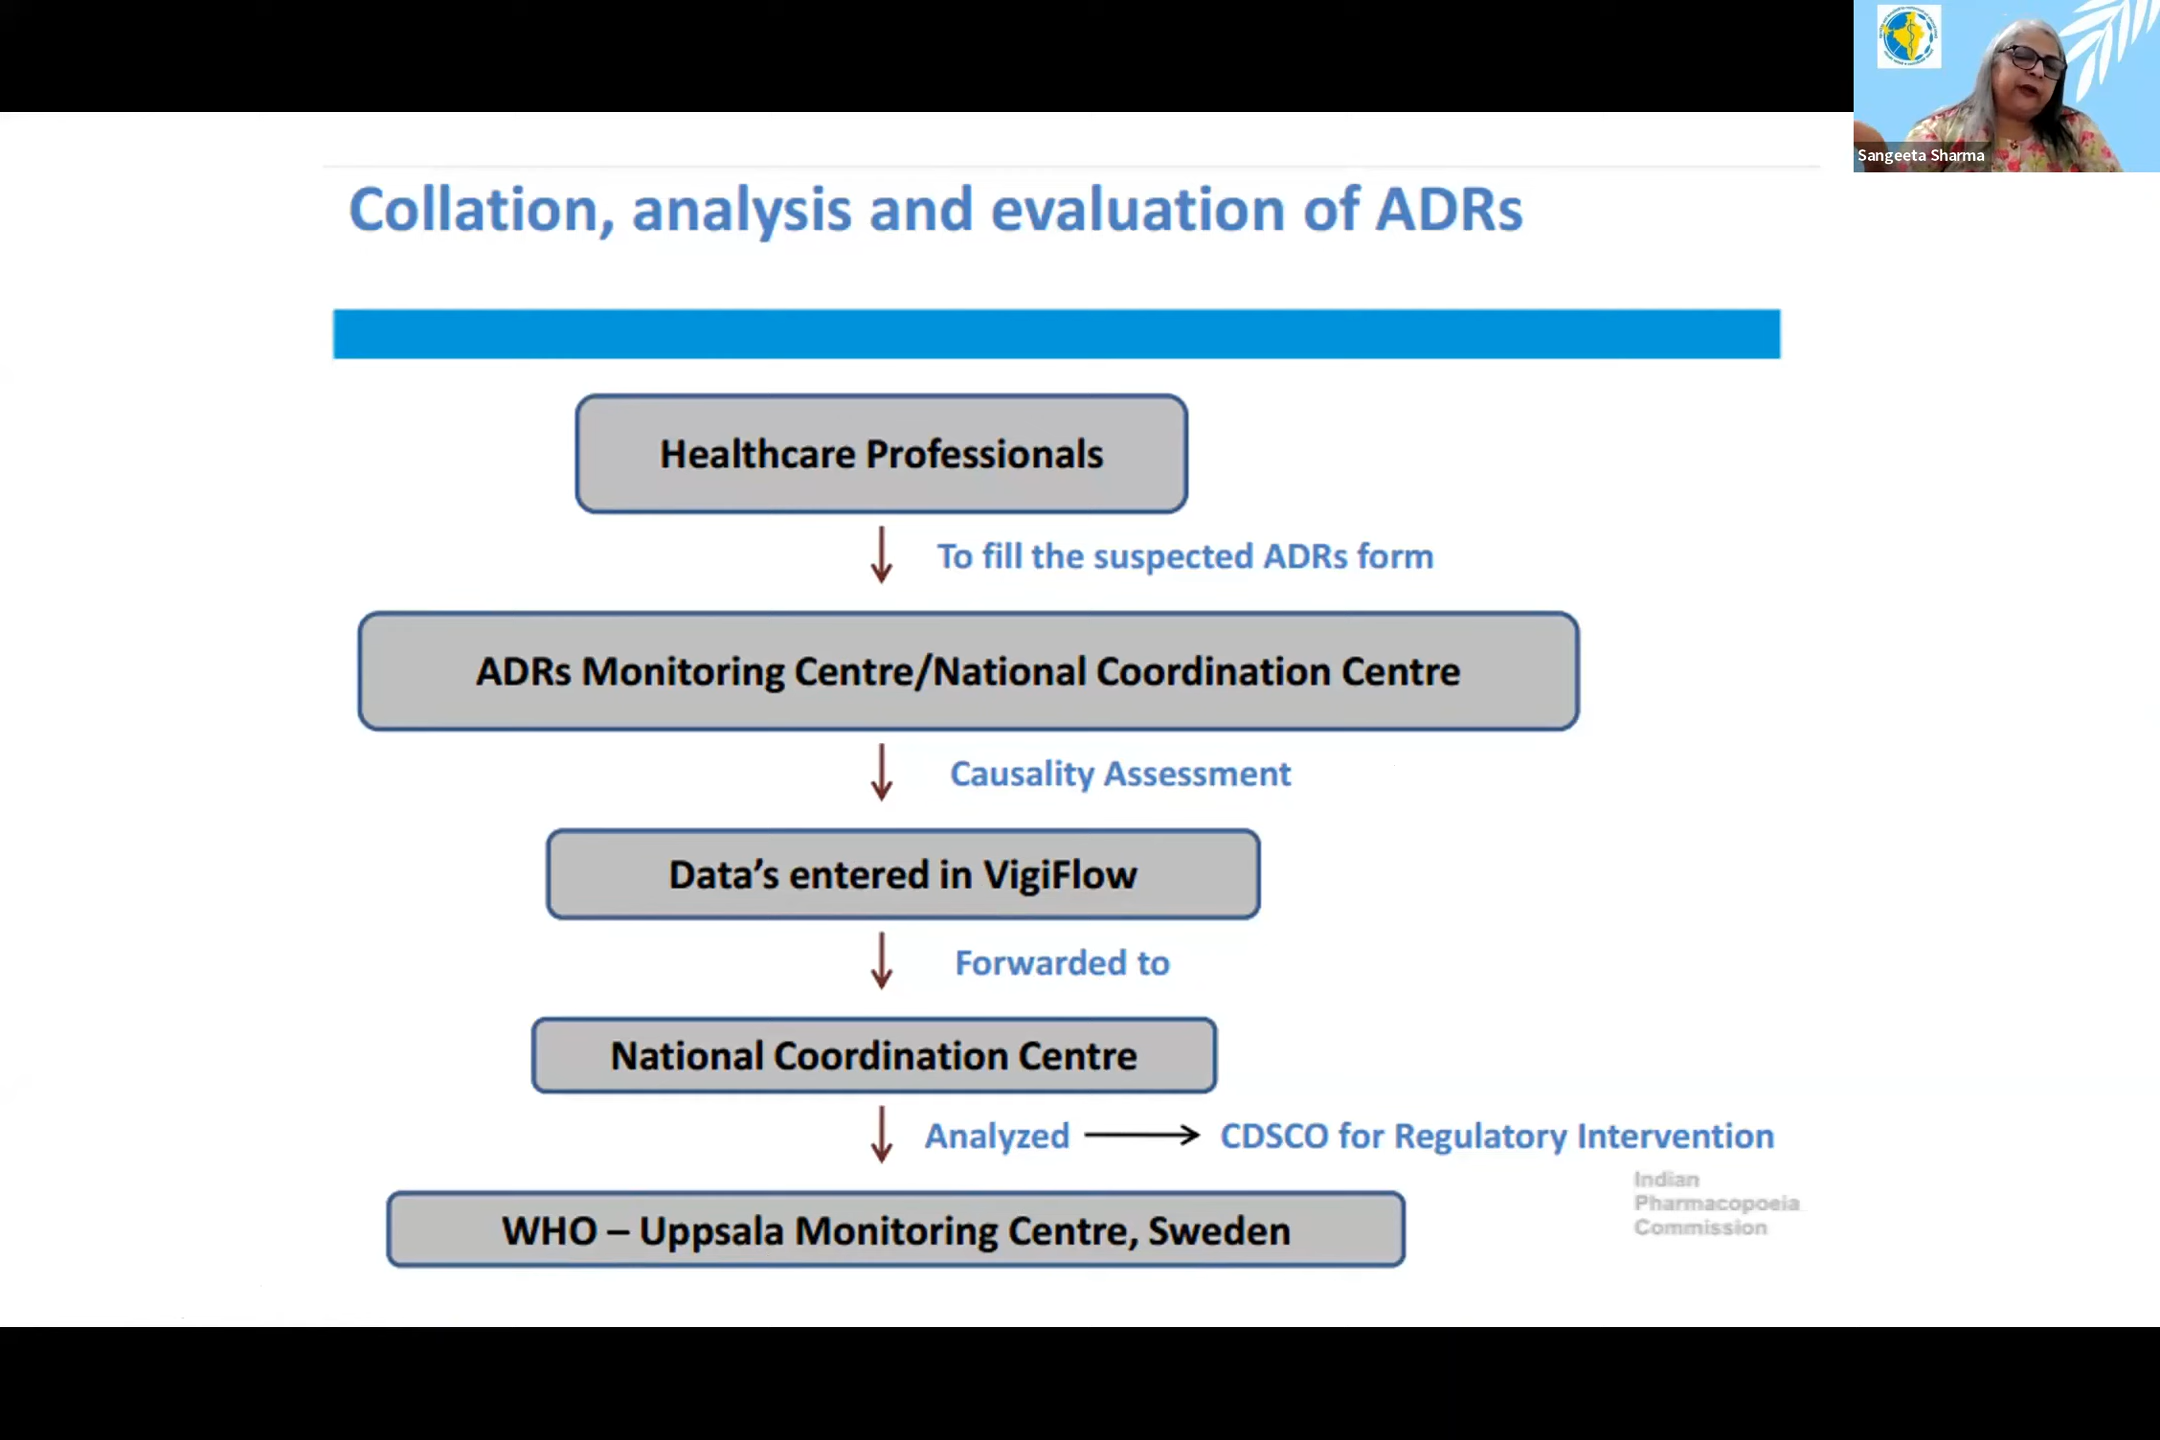 Sangeeta Sharma
Collation, analysis and evaluation of ADRs
Healthcare Professionals
To fill the suspected ADRs form
ADRs Monitoring Centre/National Coordination Centre
Causality Assessment
Data’s entered in VigiFlow
Forwarded to
National Coordination Centre
Analyzed CDSCO for Regulatory Intervention
Indian
Pharmacopoeia
Commission
WHO – Uppsala Monitoring Centre, Sweden